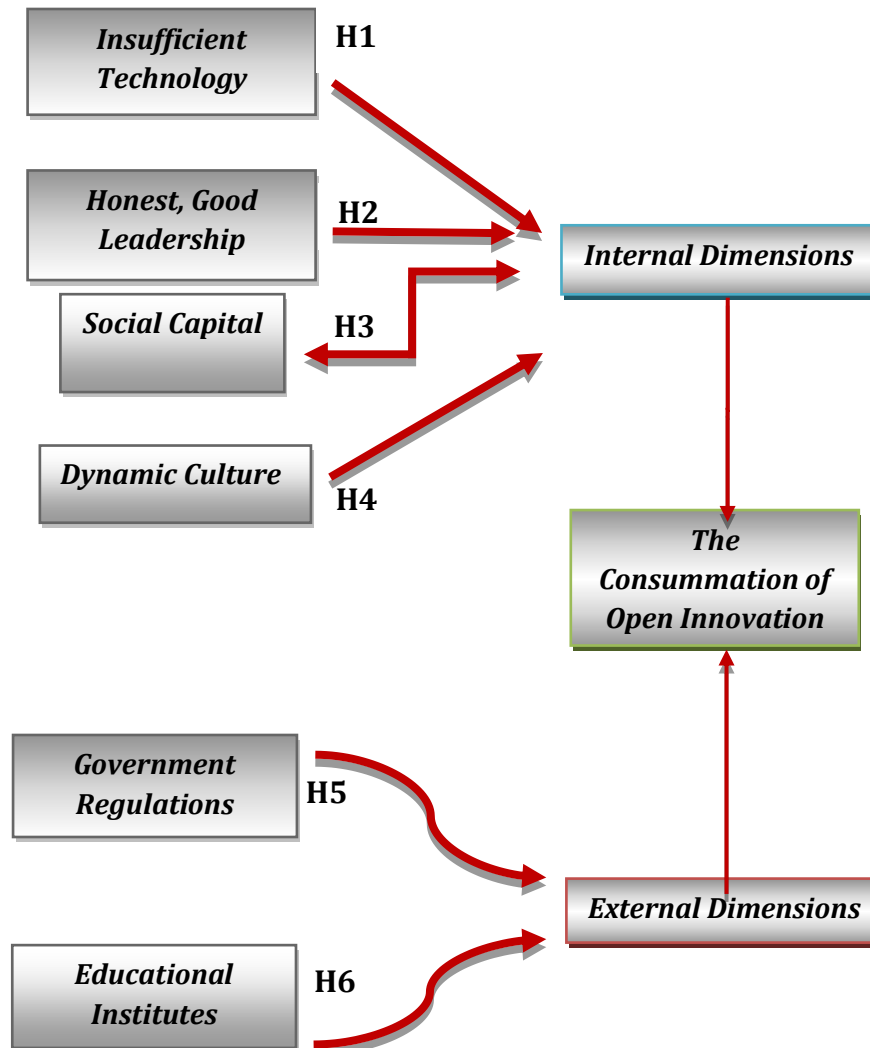 Insufficient
Technology
H1
Honest, Good
Leadership
H2
Internal Dimensions
Social Capital
H3
Dynamic Culture
H4
The
Consummation of
Open Innovation
Government
Regulations
H5
External Dimensions
Educational
Institutes
H6